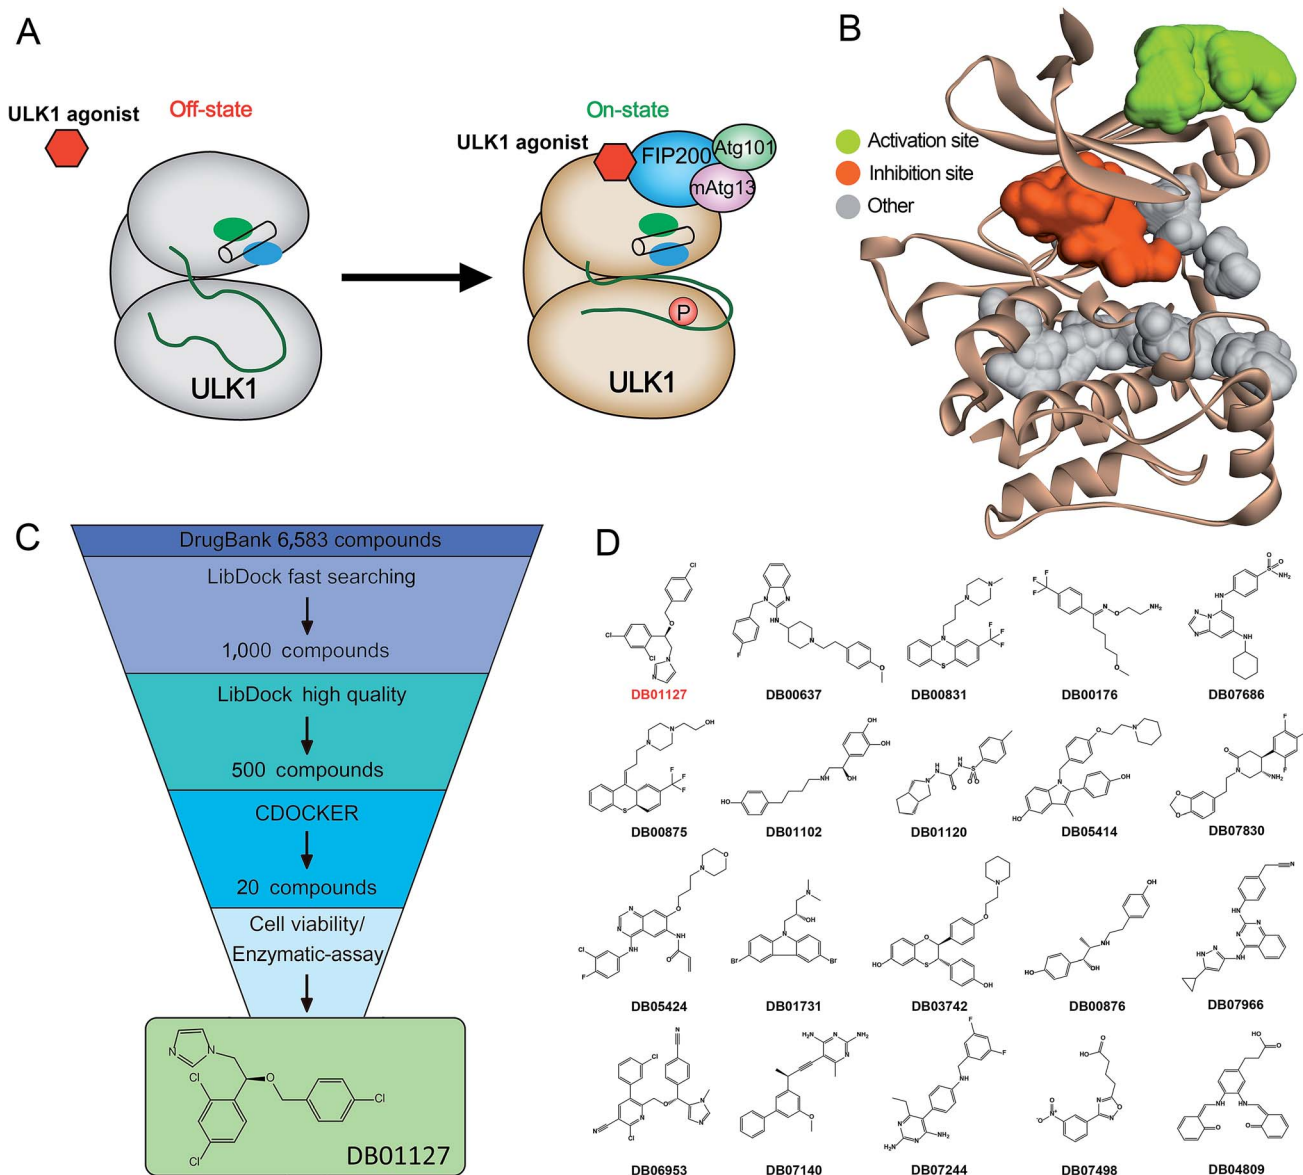 A
ULK1 agonist
Off-state
ULK1
On-state
ULK1 agonist
FIP200
Atg101
mAtg13
P
ULK1
B
Activation site
Inhibition site
Other
C
DrugBank 6,583 compounds
LibDock fast searching
1,000 compounds
LibDock high quality
500 compounds
CDOCKER
20 compounds
Cell viability/
Enzymatic-assay
N
N
Cl
O
Cl
Cl
DB01127
D
DB01127
DB00637
DB00831
DB00176
DB07686
DB00875
DB01102
DB01120
DB05414
DB07830
DB05424
DB01731
DB03742
DB00876
DB07966
DB06953
DB07140
DB07244
DB07498
DB04809